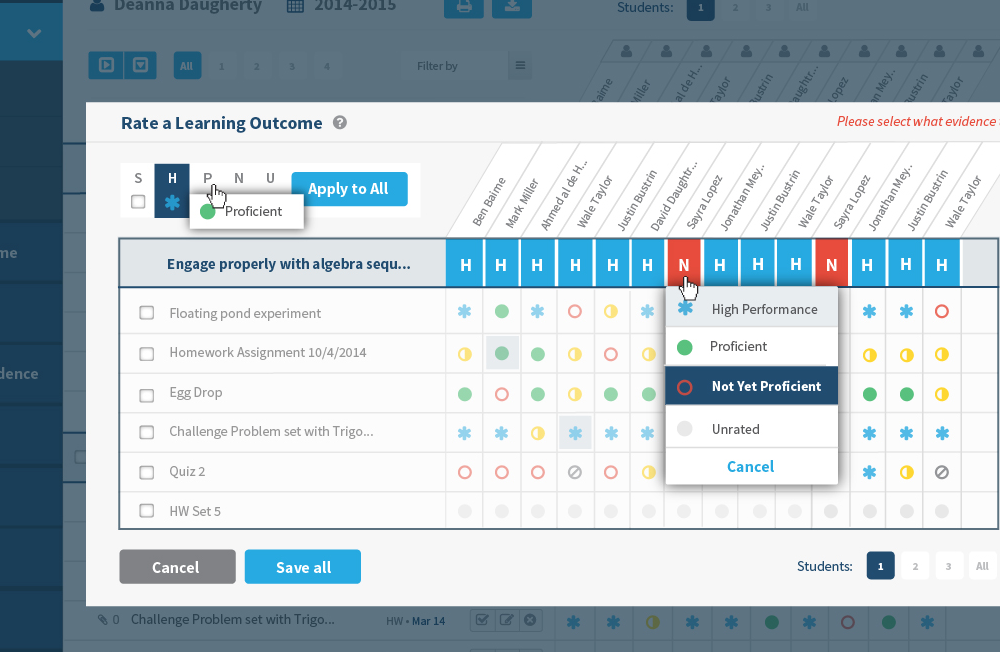 Deanna Daugherty 2014-2015 Students: 1 2 3 All
All 1 2 3 4 Filter by
Rate a Learning Outcome ? Please select what evidence
S H P N U Apply to All
Proficient
Ben Baime Mark Miller Ahmed al de H... Wale Taylor Justin Bustrin David Daughtr... Sayra Lopez Jonathan Mey.. Justin Bustrin Wale Taylor Sayra Lopez Jonathan Mey.. Justin Bustrin Wale Taylor
Engage properly with algebra sequ... H H H H H H N H H H N H H H
Floating pond experiment
Homework Assignment 10/4/2014
Egg Drop
Challenge Problem set with Trigo...
Quiz 2
HW Set 5
High Performance
Proficient
Not Yet Proficient
Unrated
Cancel
Cancel Save all Students: 1 2 3 All
0 Challenge Problem set with Trigo... HW • Mar 14